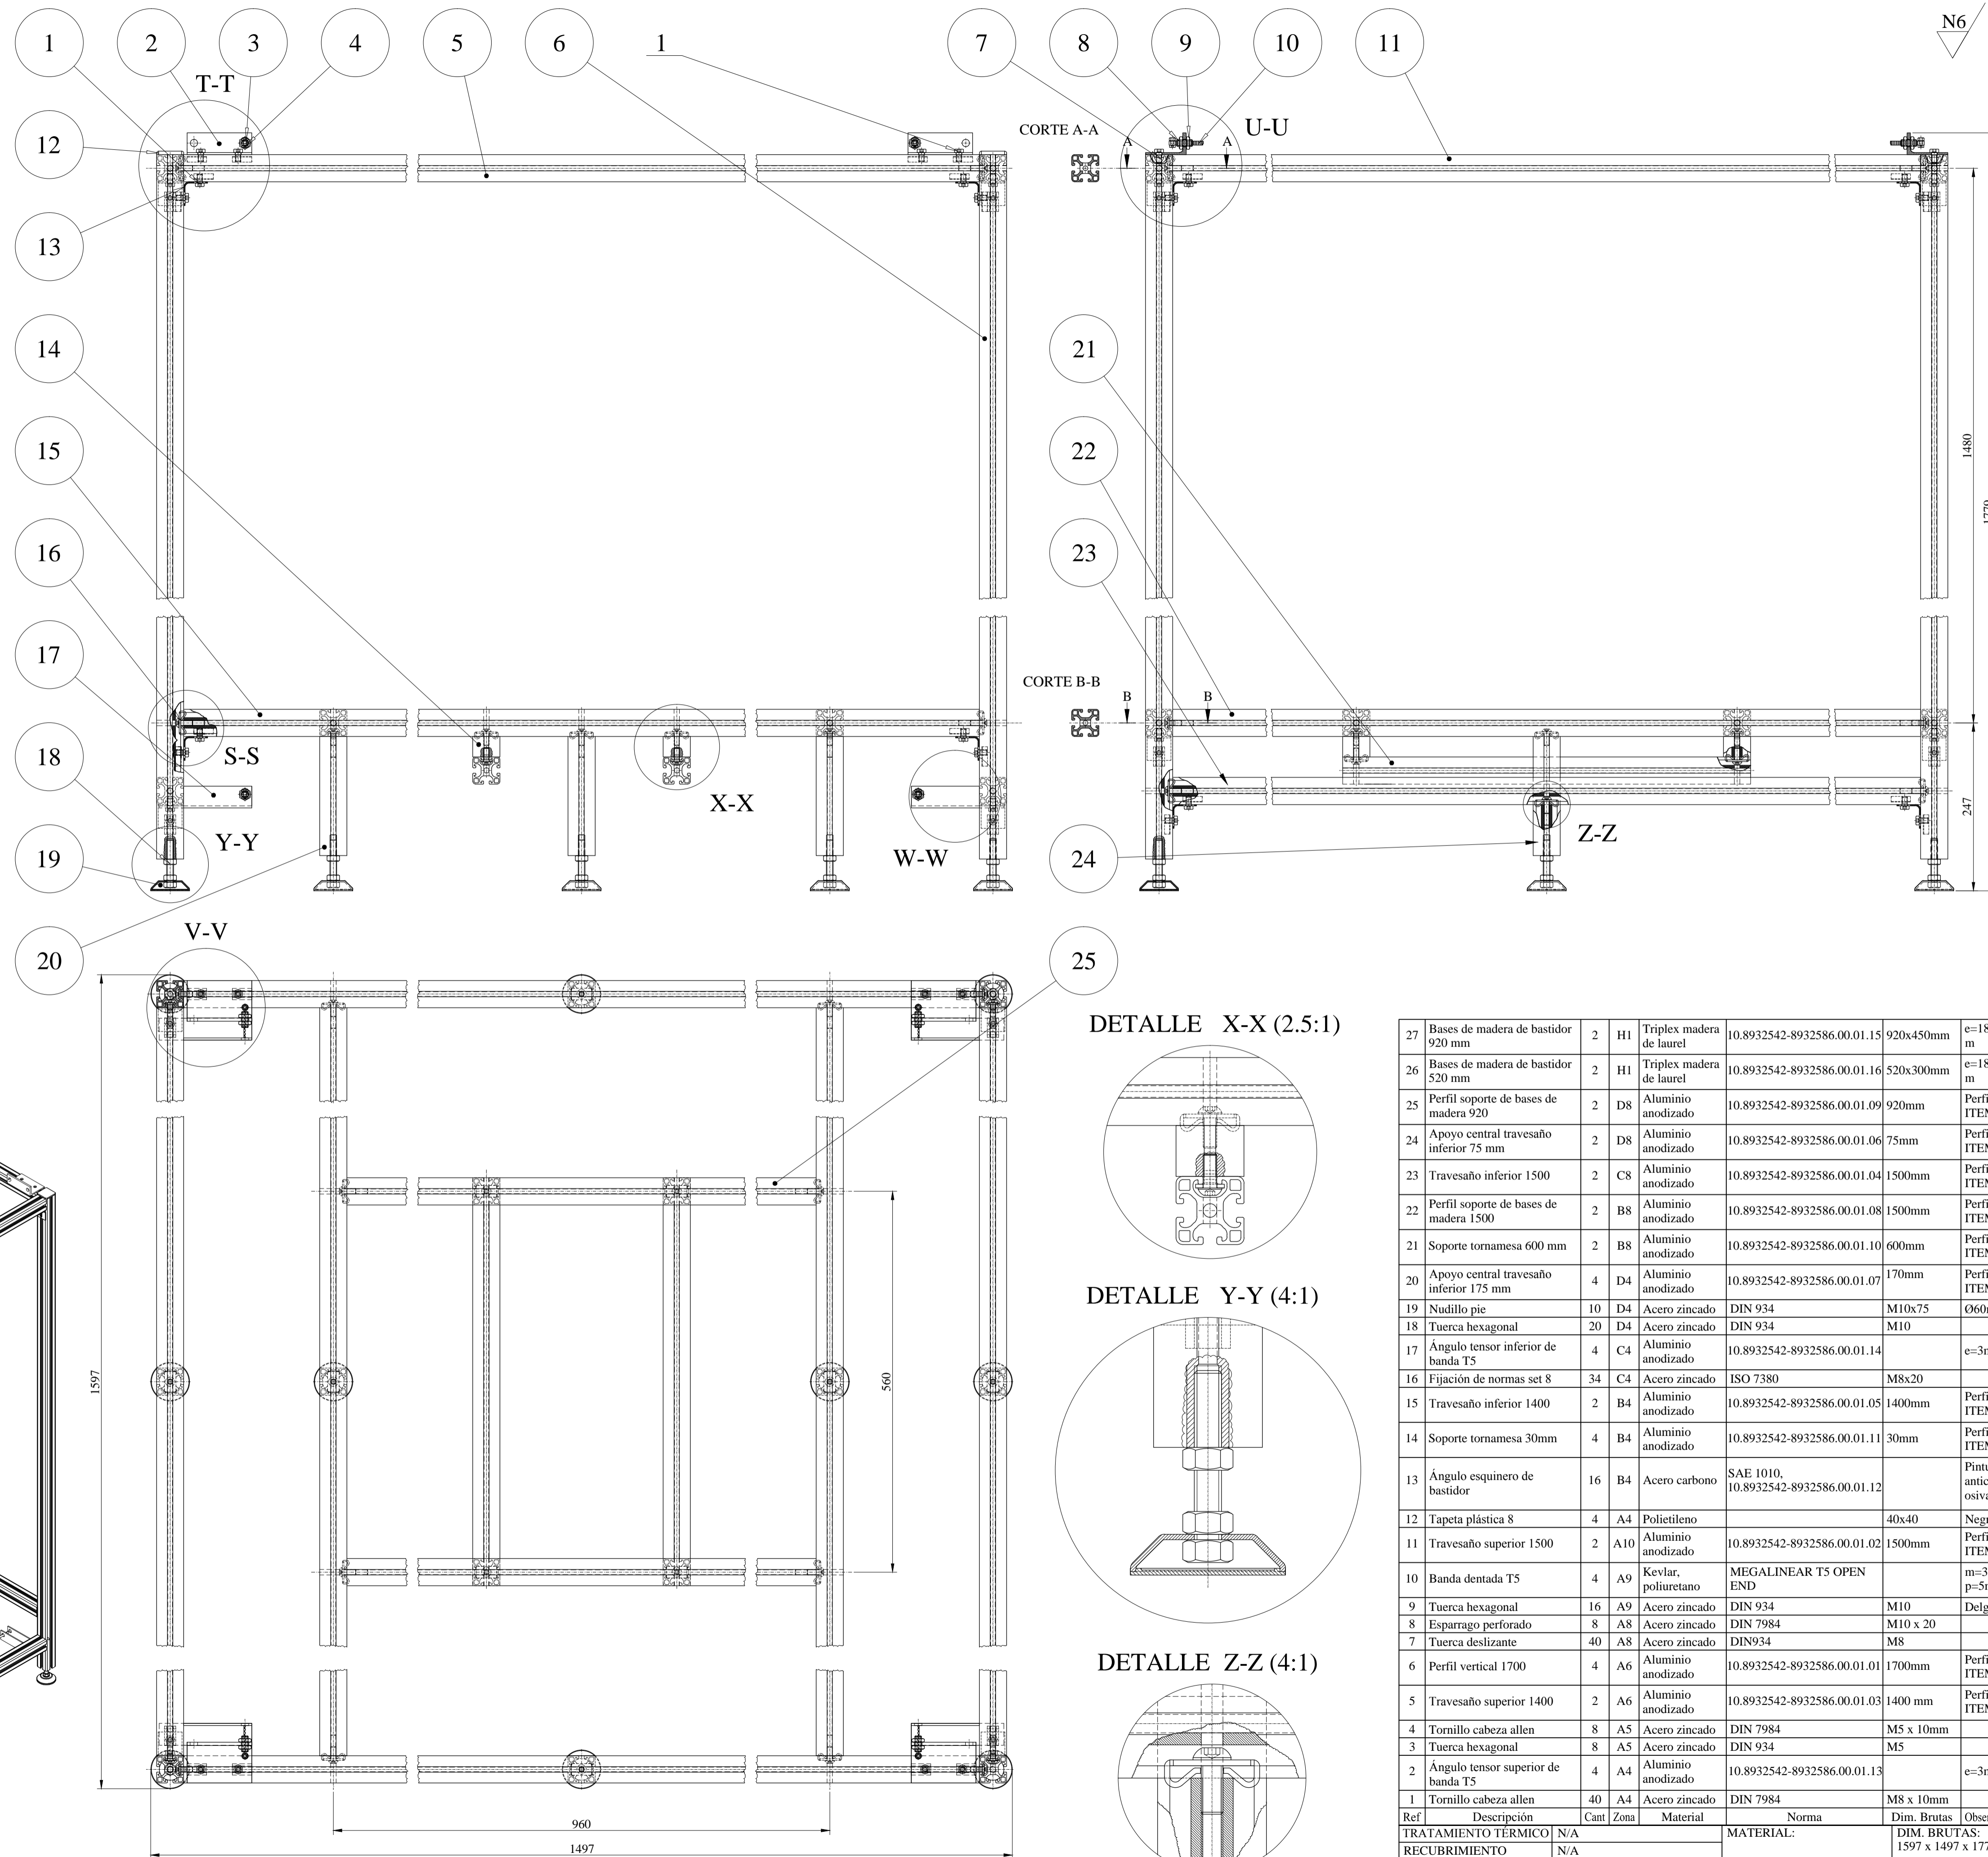 1
2
3
4
5
6
1
7
8
9
10
11
N6
T-T
U-U
CORTE A-A
A
A
12
13
14
15
16
17
18
19
20
21
22
23
24
25
1480
1770
247
CORTE B-B
B
B
S-S
X-X
Y-Y
W-W
Z-Z
V-V
1597
560
960
1497
DETALLE X-X (2.5:1)
DETALLE Y-Y (4:1)
DETALLE Z-Z (4:1)
27 Bases de madera de bastidor 920 mm 2 H1 Triplex madera de laurel 10.8932542-8932586.00.01.15 920x450mm e=18 m
26 Bases de madera de bastidor 520 mm 2 H1 Triplex madera de laurel 10.8932542-8932586.00.01.16 520x300mm e=18 m
25 Perfil soporte de bases de madera 920 2 D8 Aluminio anodizado 10.8932542-8932586.00.01.09 920mm
24 Apoyo central travesaño inferior 75 mm 2 D8 Aluminio anodizado 10.8932542-8932586.00.01.06 75mm
23 Travesaño inferior 1500 2 C8 Aluminio anodizado 10.8932542-8932586.00.01.04 1500mm
22 Perfil soporte de bases de madera 1500 2 B8 Aluminio anodizado 10.8932542-8932586.00.01.08 1500mm
21 Soporte tornamesa 600 mm 2 B8 Aluminio anodizado 10.8932542-8932586.00.01.10 600mm
20 Apoyo central travesaño inferior 175 mm 4 D4 Aluminio anodizado 10.8932542-8932586.00.01.07 170mm
19 Nudillo pie 10 D4 Acero zincado DIN 934 M10x75
18 Tuerca hexagonal 20 D4 Acero zincado DIN 934 M10
17 Ángulo tensor inferior de banda T5 4 C4 Aluminio anodizado 10.8932542-8932586.00.01.14
16 Fijación de normas set 8 34 C4 Acero zincado ISO 7380 M8x20
15 Travesaño inferior 1400 2 B4 Aluminio anodizado 10.8932542-8932586.00.01.05 1400mm
14 Soporte tornamesa 30mm 4 B4 Aluminio anodizado 10.8932542-8932586.00.01.11 30mm
13 Ángulo esquinero de bastidor 16 B4 Acero carbono SAE 1010, 10.8932542-8932586.00.01.12
12 Tapeta plástica 8 4 A4 Polietileno 40x40
11 Travesaño superior 1500 2 A10 Aluminio anodizado 10.8932542-8932586.00.01.02 1500mm
10 Banda dentada T5 4 A9 Kevlar, poliuretano MEGALINEAR T5 OPEN END
9 Tuerca hexagonal 16 A9 Acero zincado DIN 934 M10
8 Esparrago perforado 8 A8 Acero zincado DIN 7984 M10 x 20
7 Tuerca deslizante 40 A8 Acero zincado DIN934 M8
6 Perfil vertical 1700 4 A6 Aluminio anodizado 10.8932542-8932586.00.01.01 1700mm
5 Travesaño superior 1400 2 A6 Aluminio anodizado 10.8932542-8932586.00.01.03 1400 mm
4 Tornillo cabeza allen 8 A5 Acero zincado DIN 7984 M5 x 10mm
3 Tuerca hexagonal 8 A5 Acero zincado DIN 934 M5
2 Ángulo tensor superior de banda T5 4 A4 Aluminio anodizado 10.8932542-8932586.00.01.13
1 Tornillo cabeza allen 40 A4 Acero zincado DIN 7984 M8 x 10mm
Ref Descripción Cant Zona Material Norma Dim. Brutas
TRATAMIENTO TÉRMICO N/A MATERIAL: DIM. BRUTAS:
RECUBRIMIENTO N/A 1597 x 1497 x